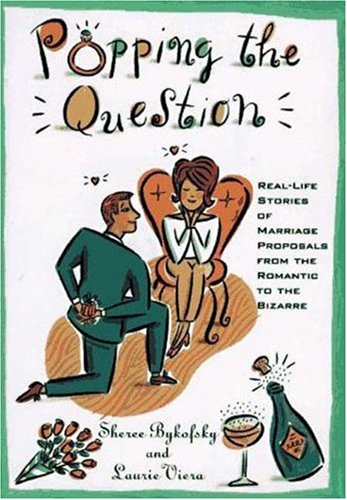 Popping the
Question
Real-Life
Stories
of
Marriage
Proposals
from the
Romantic
to the
Bizarre
Sheree Bykofsky
and
Laurie Viera